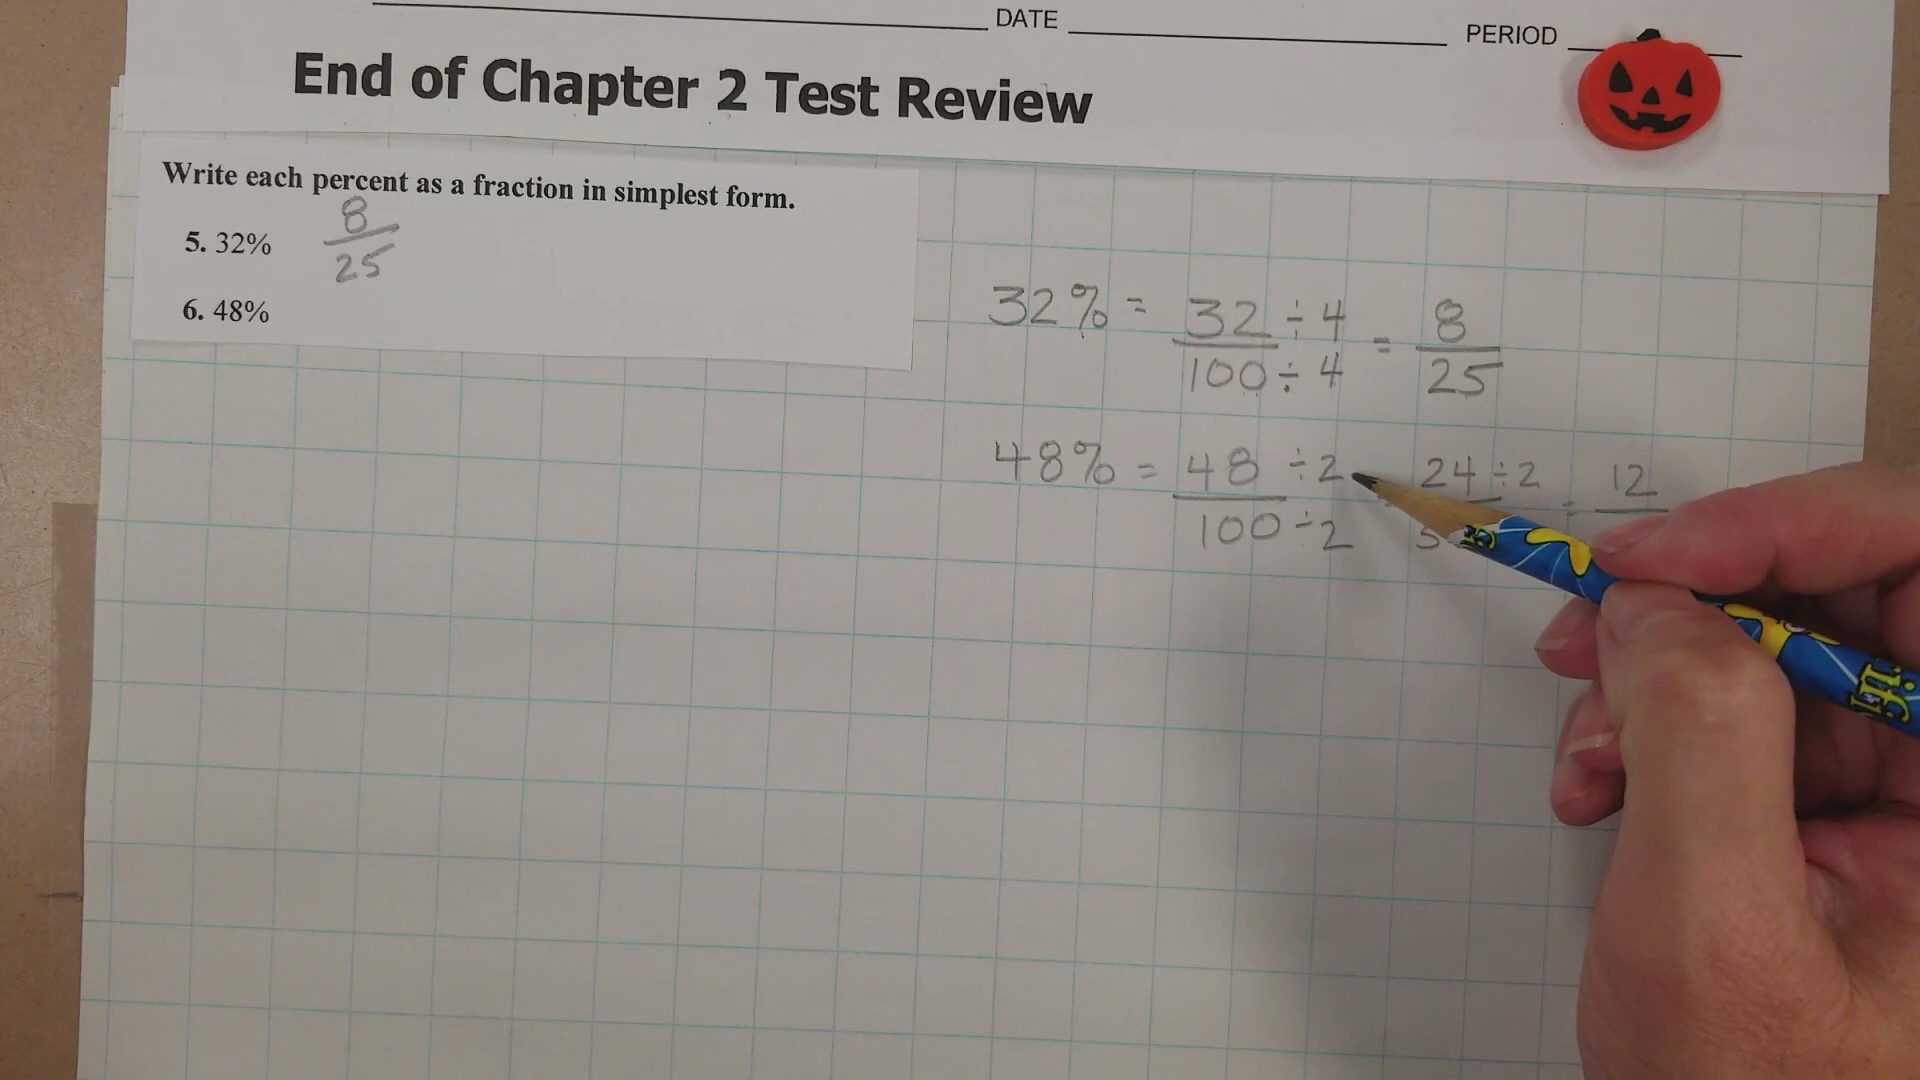 DATE PERIOD
End of Chapter 2 Test Review
Write each percent as a fraction in simplest form.
5. 32% 8/25
6. 48%
32% = 32 ÷ 4 / 100 ÷ 4 = 8/25
48% = 48 ÷ 2 / 100 ÷ 2 24 ÷ 2 / 5 = 12